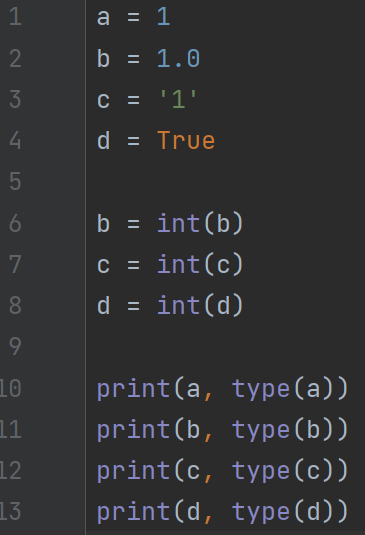 1 a = 1
2 b = 1.0
3 c = '1'
4 d = True
5
6 b = int(b)
7 c = int(c)
8 d = int(d)
9
10 print(a, type(a))
11 print(b, type(b))
12 print(c, type(c))
13 print(d, type(d))